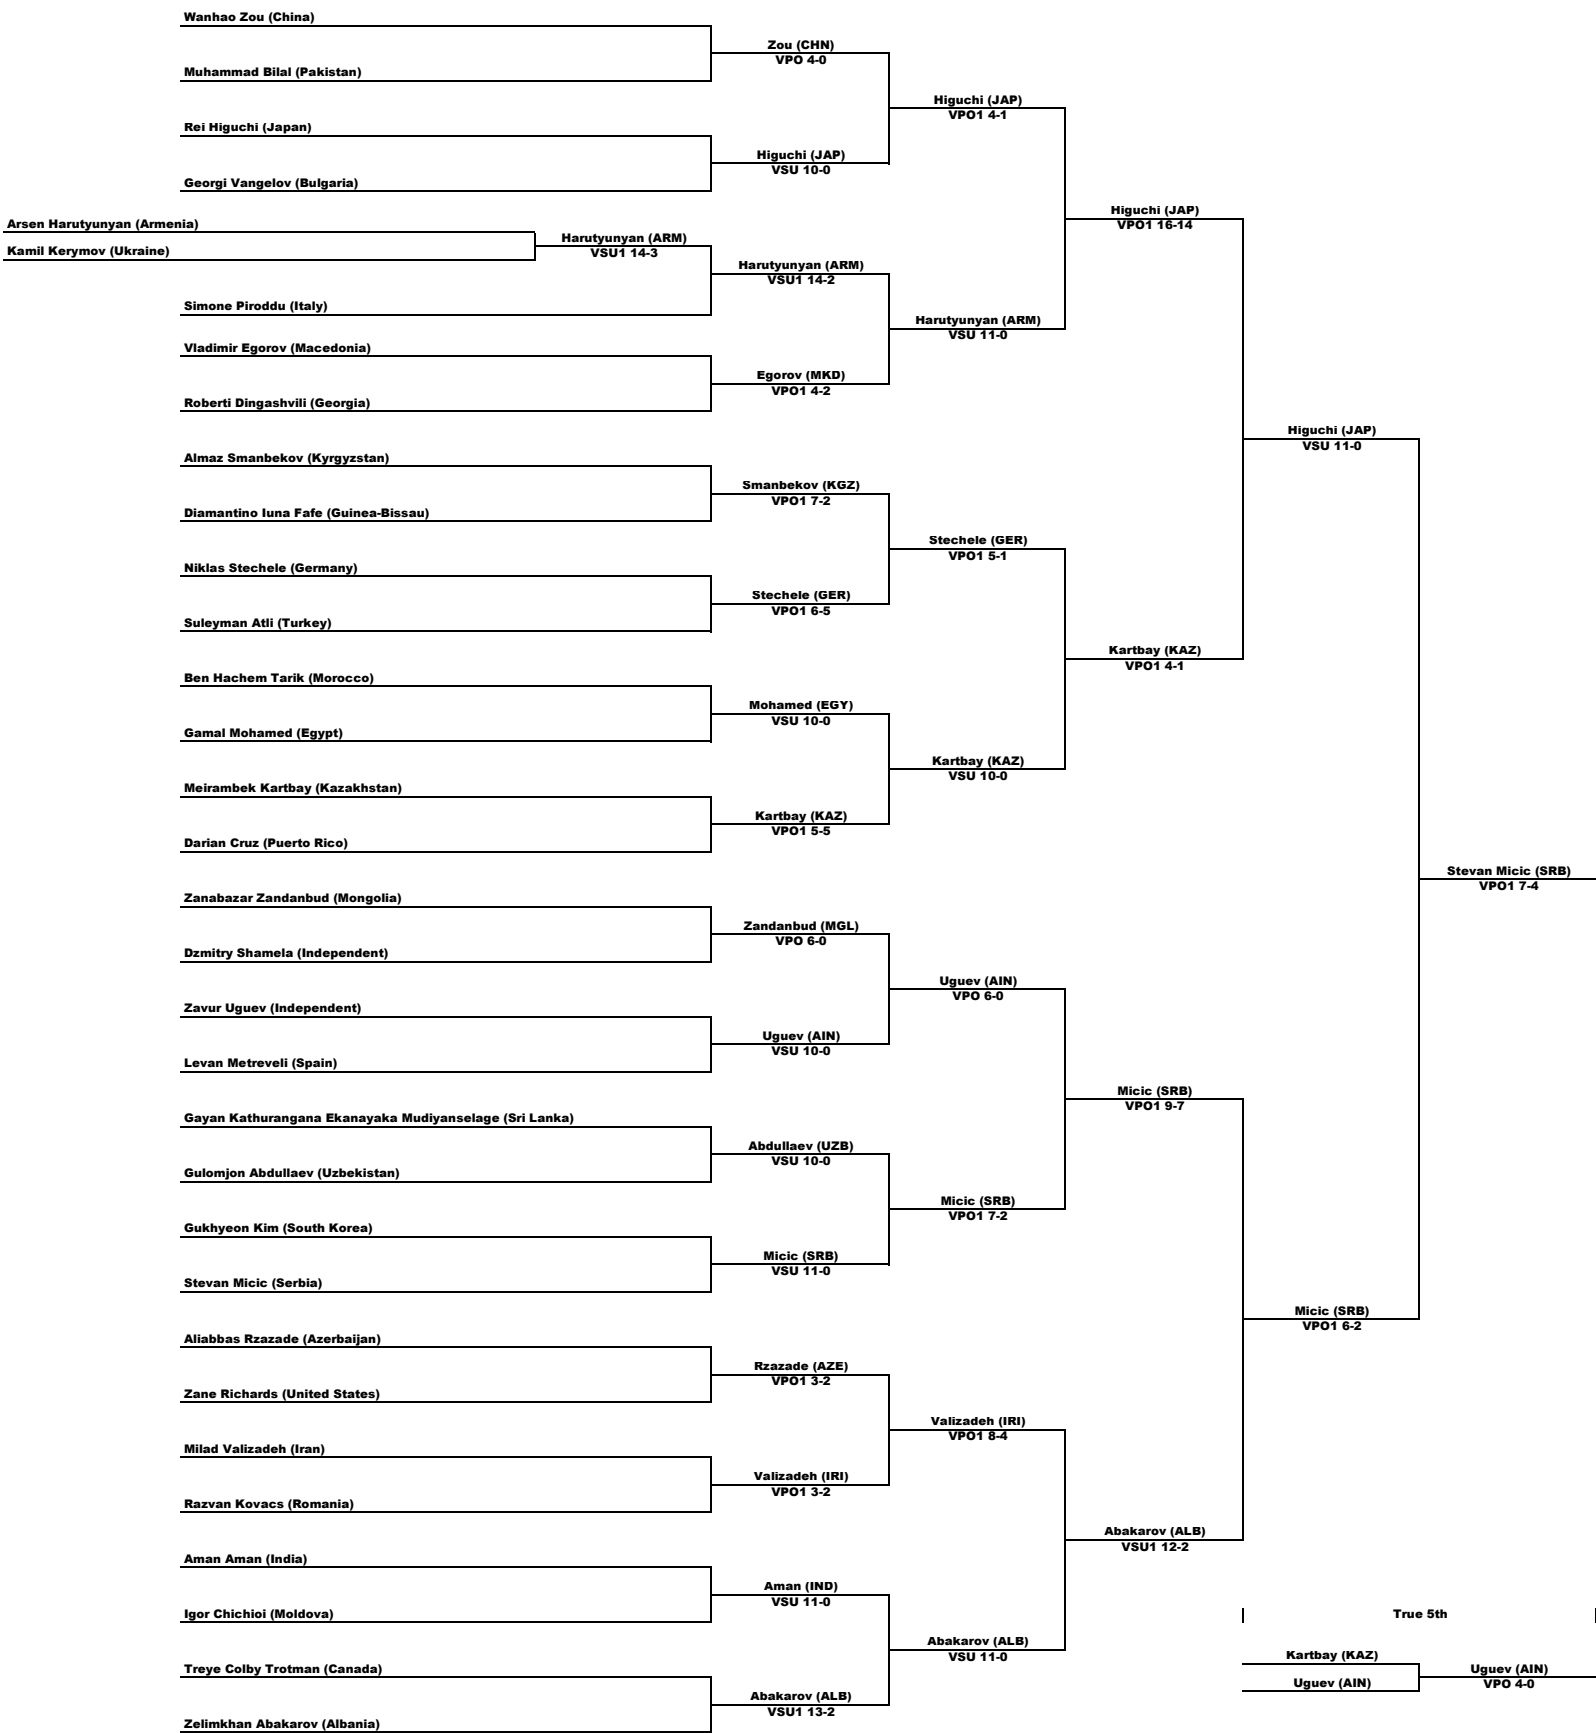 Wanhao Zou (China)
Zou (CHN)
VPO 4-0
Muhammad Bilal (Pakistan)
Higuchi (JAP)
VPO1 4-1
Rei Higuchi (Japan)
Higuchi (JAP)
VSU 10-0
Georgi Vangelov (Bulgaria)
Higuchi (JAP)
VPO1 16-14
Arsen Harutyunyan (Armenia)
Harutyunyan (ARM)
VSU1 14-3
Kamil Kerymov (Ukraine)
Harutyunyan (ARM)
VSU1 14-2
Simone Piroddu (Italy)
Harutyunyan (ARM)
VSU 11-0
Vladimir Egorov (Macedonia)
Egorov (MKD)
VPO1 4-2
Roberti Dingashvili (Georgia)
Higuchi (JAP)
VSU 11-0
Almaz Smanbekov (Kyrgyzstan)
Smanbekov (KGZ)
VPO1 7-2
Diamantino Iuna Fafe (Guinea-Bissau)
Stechele (GER)
VPO1 5-1
Niklas Stechele (Germany)
Stechele (GER)
VPO1 6-5
Suleyman Atli (Turkey)
Kartbay (KAZ)
VPO1 4-1
Ben Hachem Tarik (Morocco)
Mohamed (EGY)
VSU 10-0
Gamal Mohamed (Egypt)
Kartbay (KAZ)
VSU 10-0
Meirambek Kartbay (Kazakhstan)
Kartbay (KAZ)
VPO1 5-5
Darian Cruz (Puerto Rico)
Stevan Micic (SRB)
VPO1 7-4
Zanabazar Zandanbud (Mongolia)
Zandanbud (MGL)
VPO 6-0
Dzmitry Shamela (Independent)
Uguev (AIN)
VPO 6-0
Zavur Uguev (Independent)
Uguev (AIN)
VSU 10-0
Levan Metreveli (Spain)
Micic (SRB)
VPO1 9-7
Gayan Kathurangana Ekanayaka Mudiyanselage (Sri Lanka)
Abdullaev (UZB)
VSU 10-0
Gulomjon Abdullaev (Uzbekistan)
Micic (SRB)
VPO1 7-2
Gukhyeon Kim (South Korea)
Micic (SRB)
VSU 11-0
Stevan Micic (Serbia)
Micic (SRB)
VPO1 6-2
Aliabbas Rzazade (Azerbaijan)
Rzazade (AZE)
VPO1 3-2
Zane Richards (United States)
Valizadeh (IRI)
VPO1 8-4
Milad Valizadeh (Iran)
Valizadeh (IRI)
VPO1 3-2
Razvan Kovacs (Romania)
Abakarov (ALB)
VSU1 12-2
Aman Aman (India)
Aman (IND)
VSU 11-0
Igor Chichioi (Moldova)
Abakarov (ALB)
VSU 11-0
Treye Colby Trotman (Canada)
Abakarov (ALB)
VSU1 13-2
Zelimkhan Abakarov (Albania)
True 5th
Kartbay (KAZ)
Uguev (AIN)
Uguev (AIN)
VPO 4-0